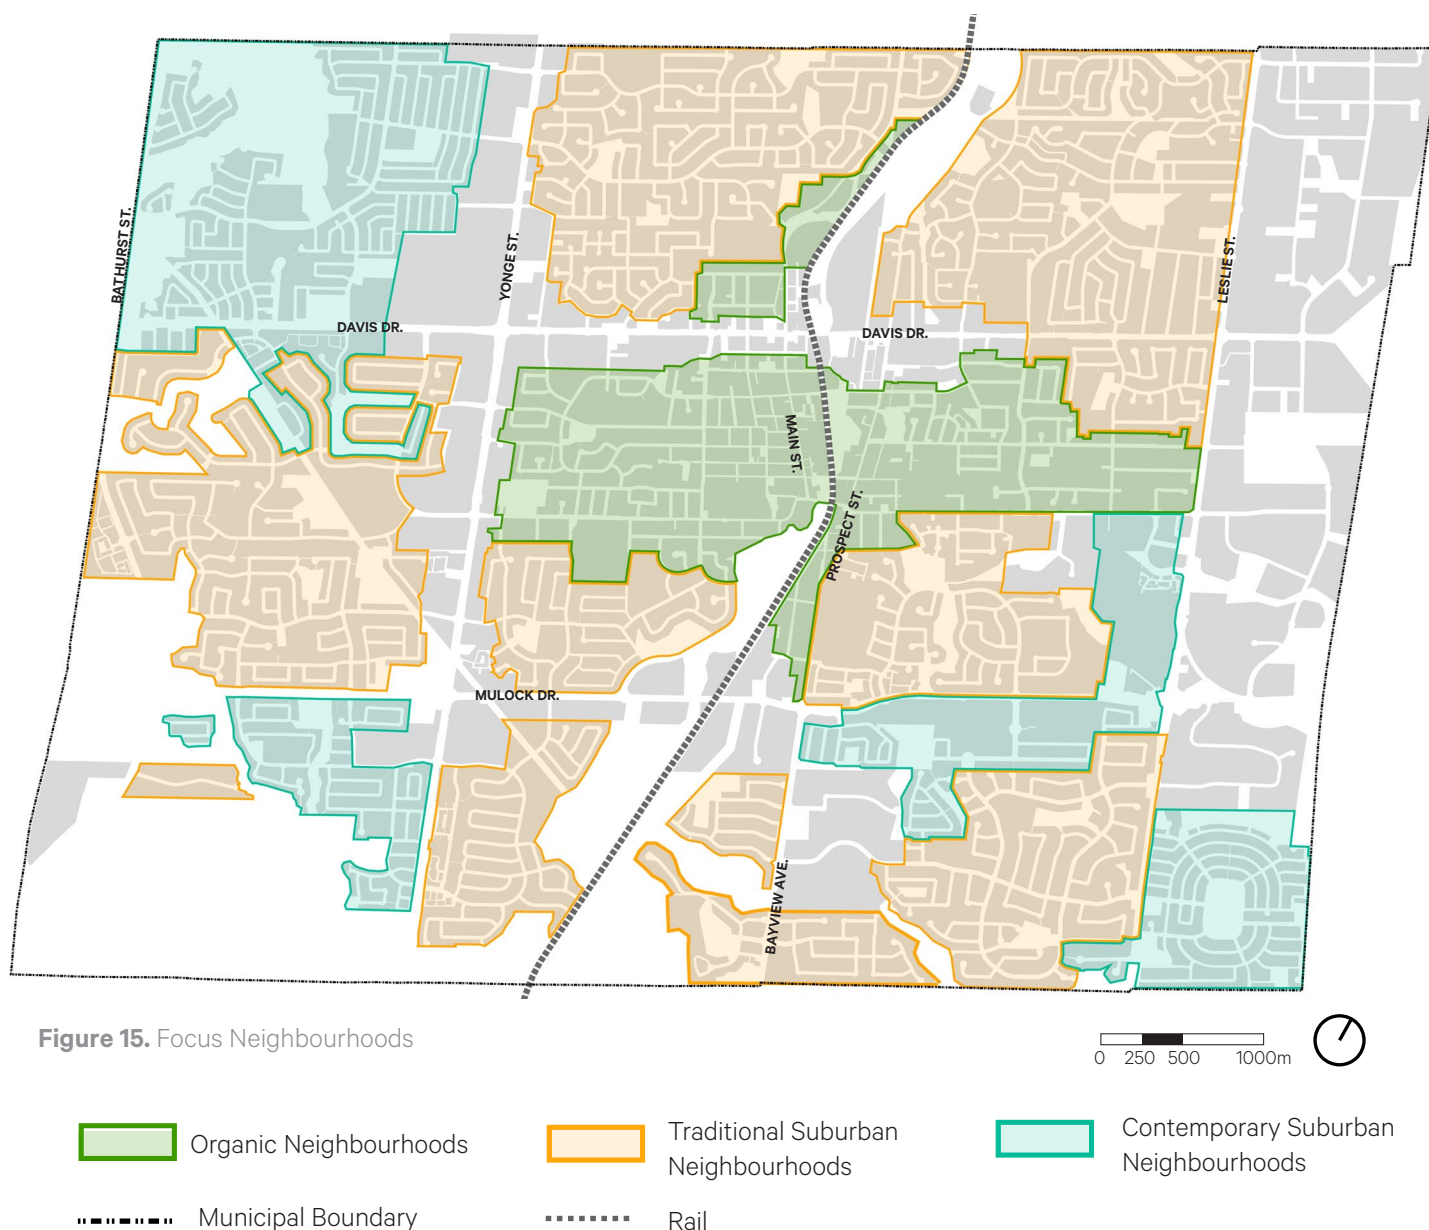 BATHURST ST.
YONGE ST.
LESLIE ST.
DAVIS DR.
DAVIS DR.
MAIN ST.
PROSPECT ST.
MULOCK DR.
BAYVIEW AVE.
Figure 15. Focus Neighbourhoods
0 250 500 1000m
Organic Neighbourhoods
Traditional Suburban
Neighbourhoods
Contemporary Suburban
Neighbourhoods
Municipal Boundary
Rail